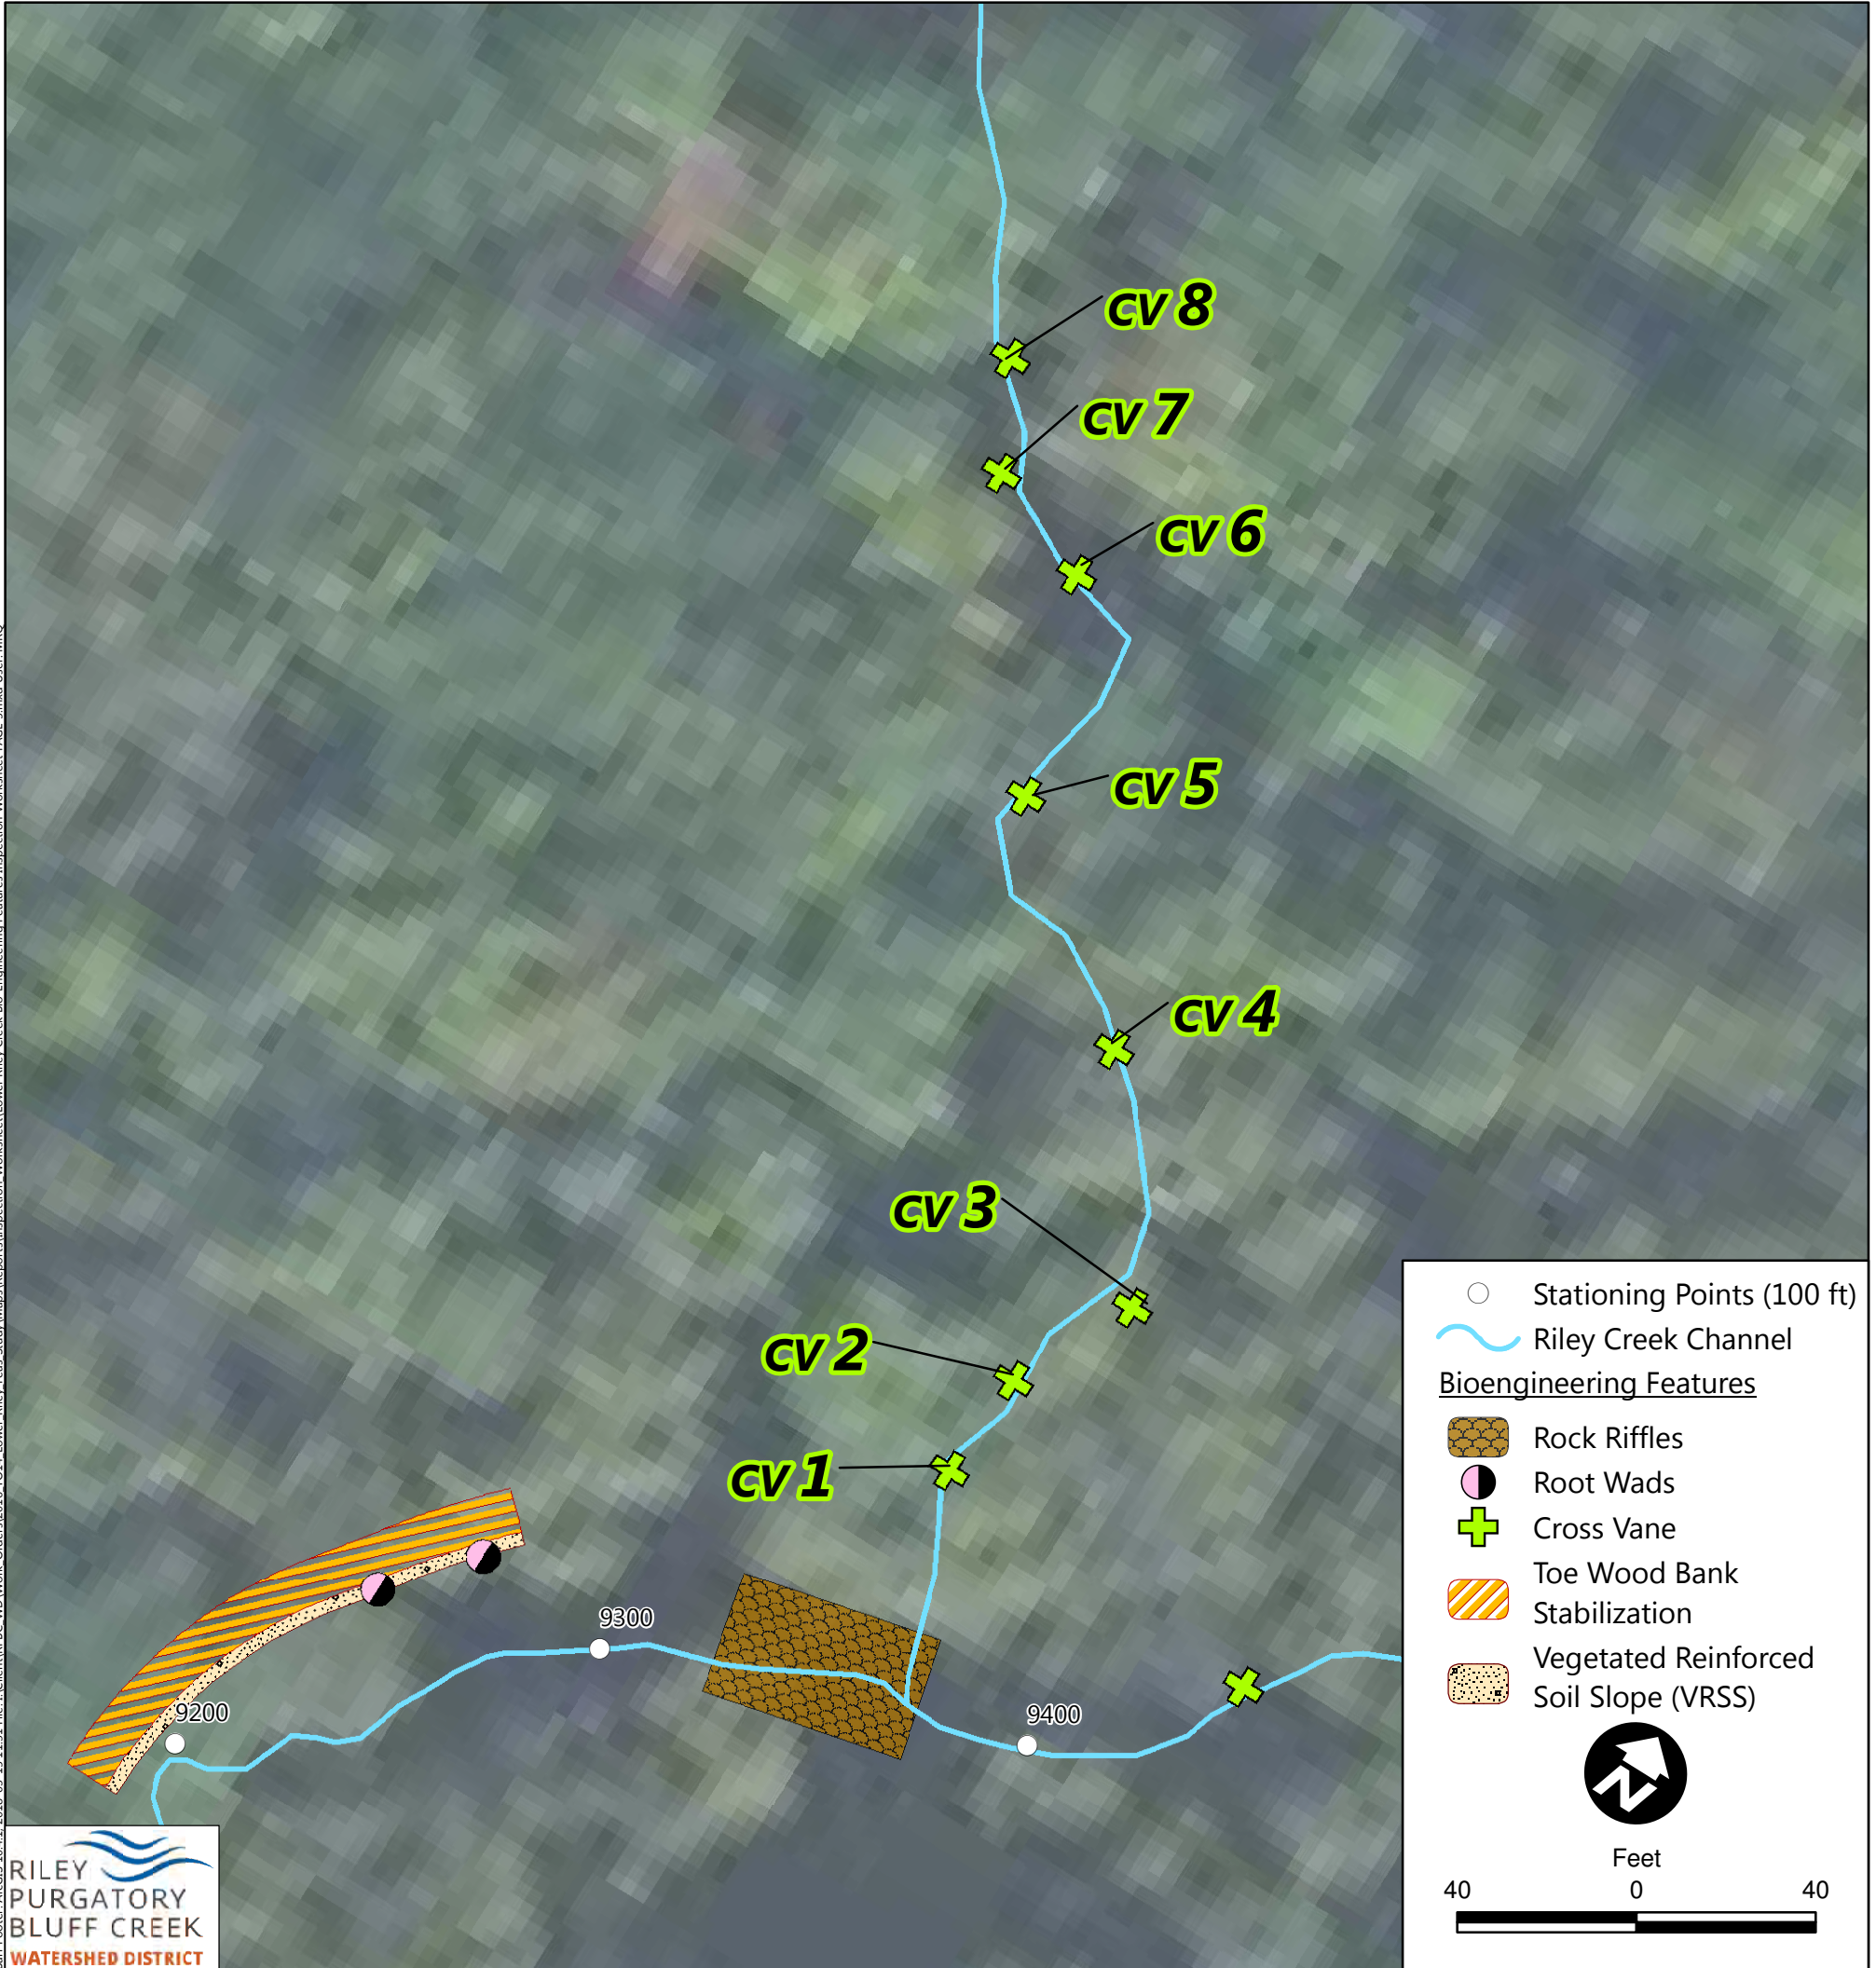 CV 8
CV 7
CV 6
CV 5
CV 4
CV 3
CV 2
CV 1
9300
9200
9400
Stationing Points (100 ft)
Riley Creek Channel
Bioengineering Features
Rock Riffles
Root Wads
Cross Vane
Toe Wood Bank
Stabilization
Vegetated Reinforced
Soil Slope (VRSS)
N
Feet
40 0 40
RILEY
PURGATORY
BLUFF CREEK
WATERSHED DISTRICT